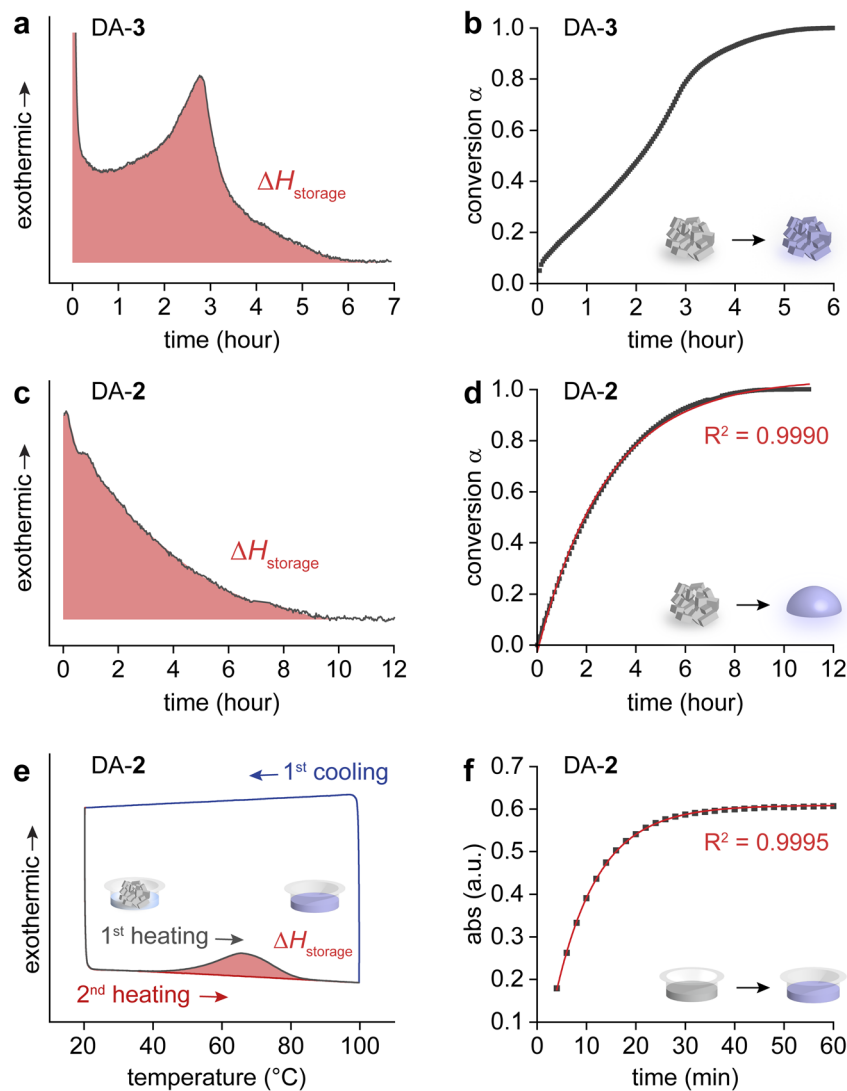 a DA-3
exothermic →
ΔH storage
0 1 2 3 4 5 6 7
time (hour)
b DA-3
conversion α
1.0
0.8
0.6
0.4
0.2
0.0
0 1 2 3 4 5 6
time (hour)
c DA-2
exothermic →
ΔH storage
0 2 4 6 8 10 12
time (hour)
d DA-2
conversion α
1.0
0.8
0.6
0.4
0.2
0.0
R² = 0.9990
0 2 4 6 8 10 12
time (hour)
e DA-2
exothermic →
← 1st cooling
1st heating →
ΔH storage
2nd heating →
20 40 60 80 100
temperature (°C)
f DA-2
abs (a.u.)
0.7
0.6
0.5
0.4
0.3
0.2
0.1
R² = 0.9995
0 10 20 30 40 50 60
time (min)